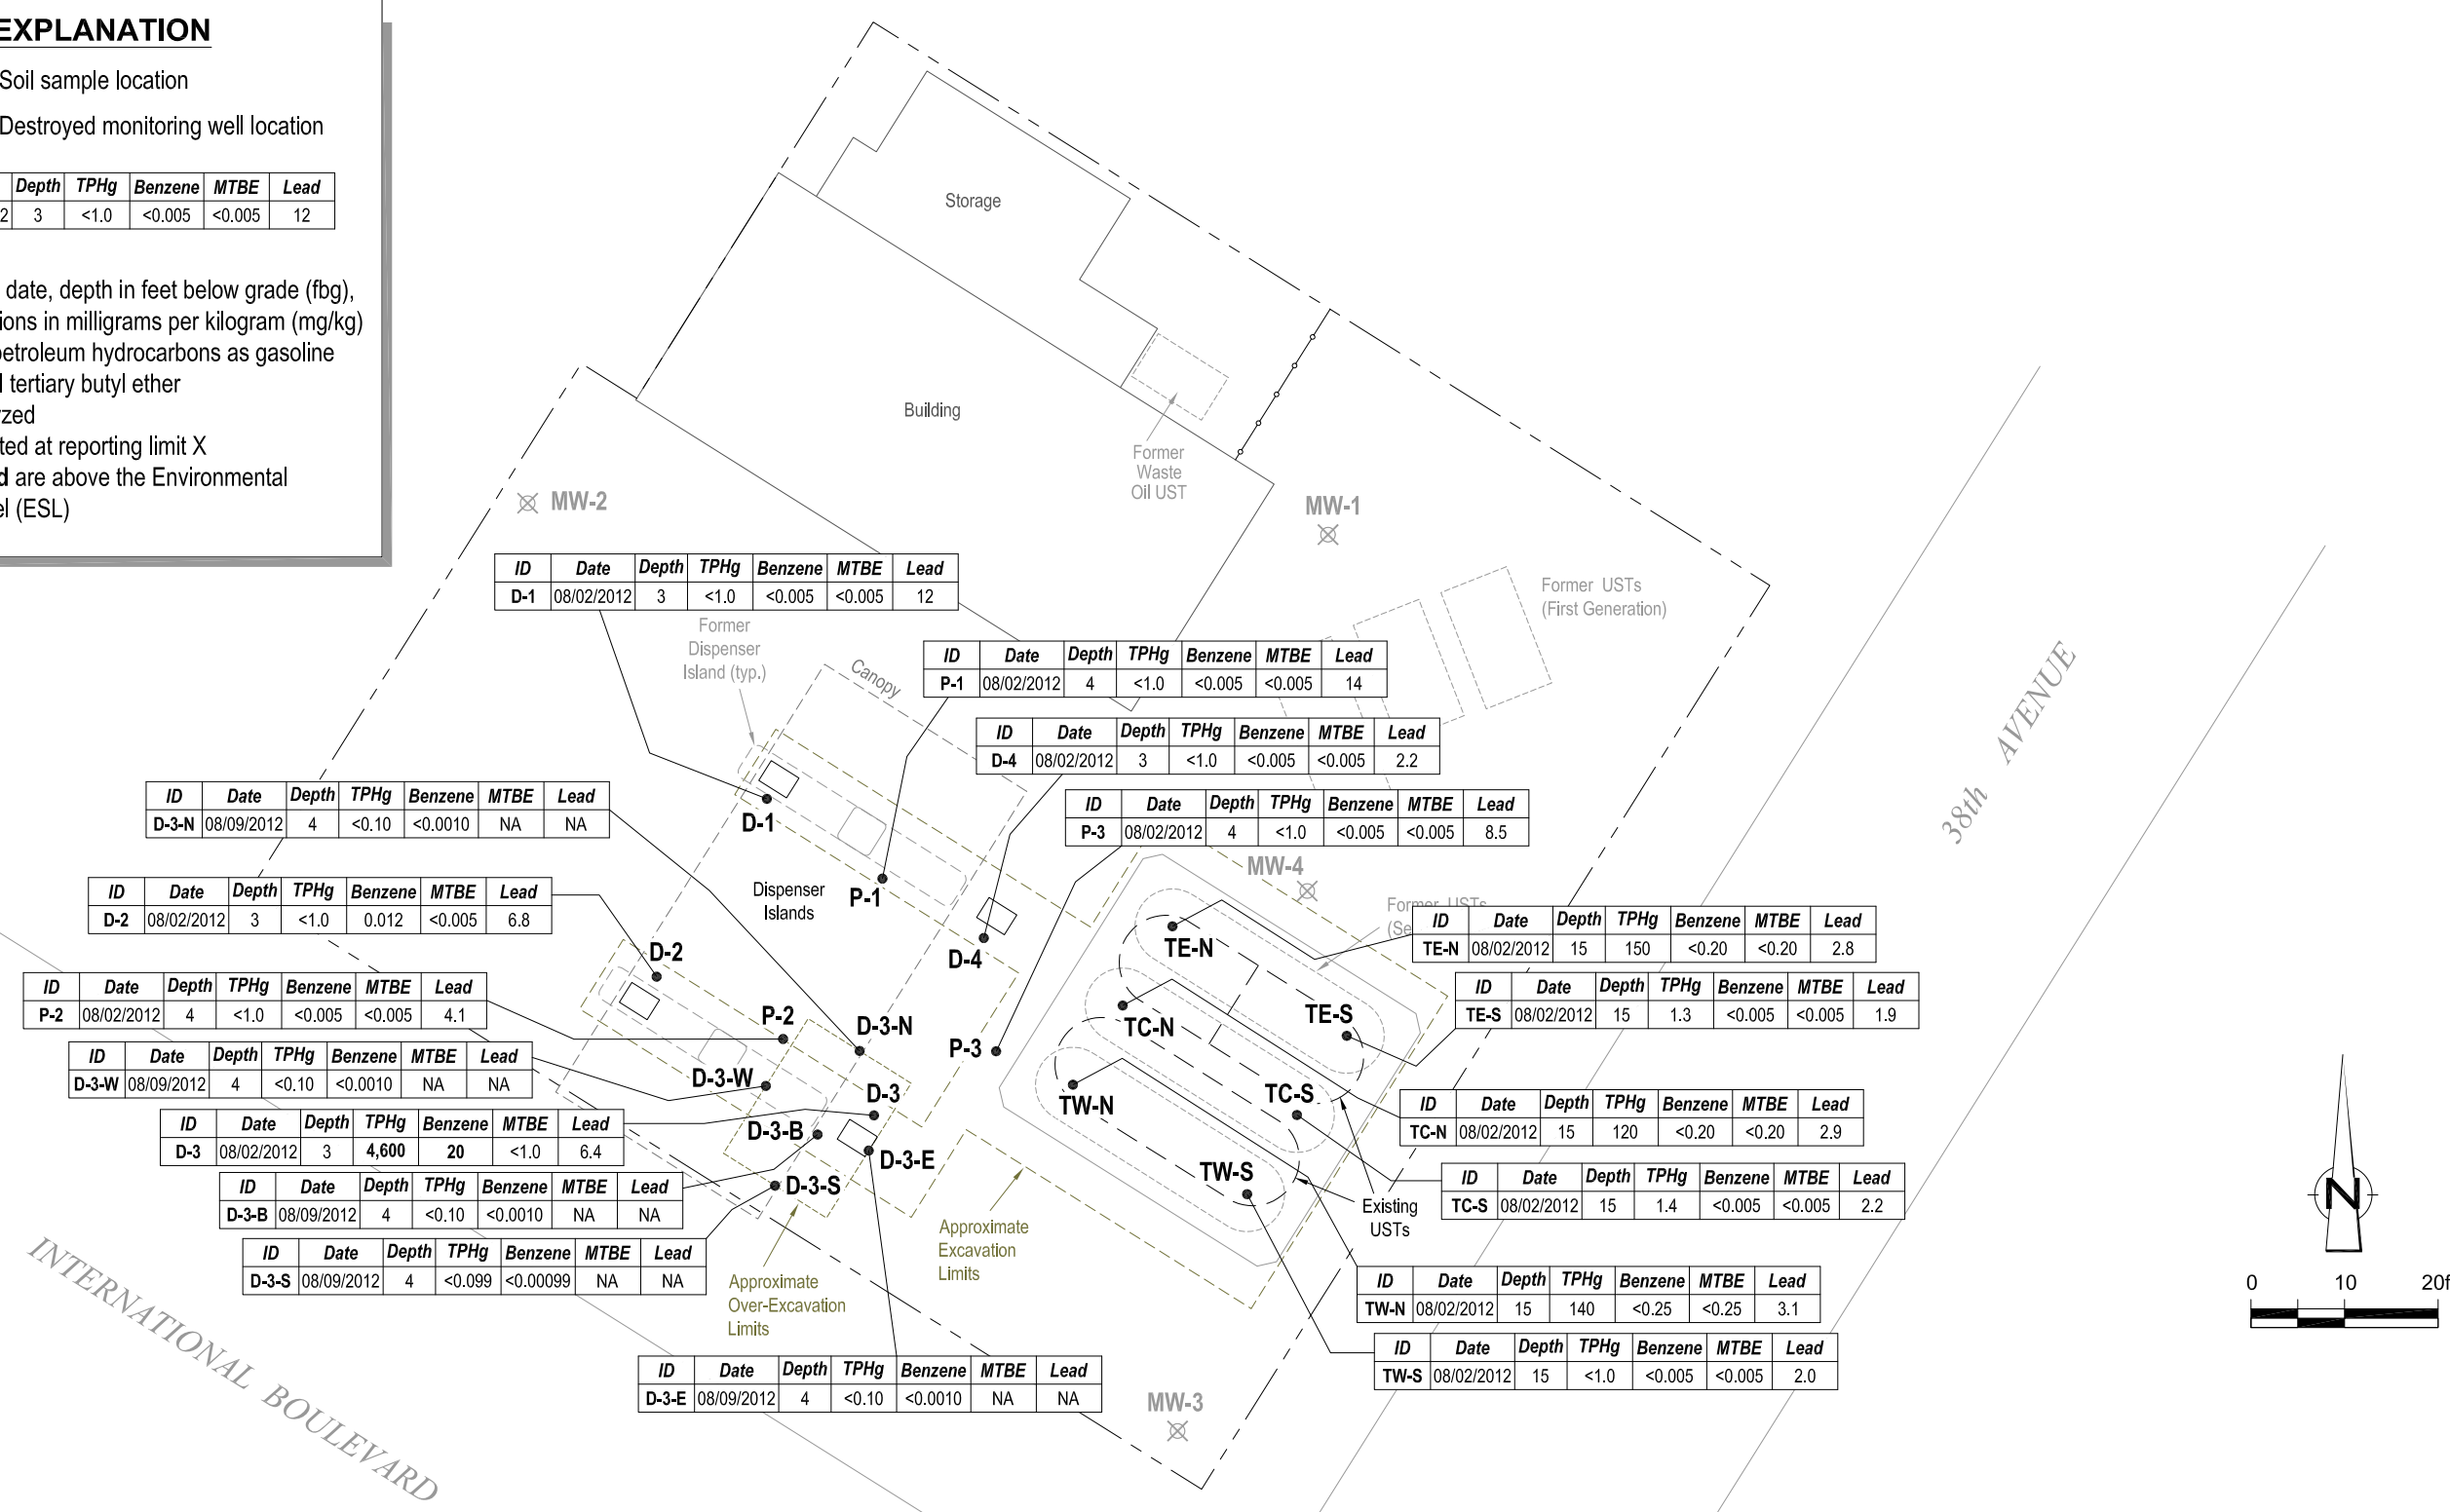 EXPLANATION
Soil sample location
Destroyed monitoring well location
Depth TPHg Benzene MTBE Lead
2 3 <1.0 <0.005 <0.005 12
date, depth in feet below grade (fbg),
ions in milligrams per kilogram (mg/kg)
petroleum hydrocarbons as gasoline
l tertiary butyl ether
zed
ted at reporting limit X
d are above the Environmental
el (ESL)
Storage
Building
Former
Waste
Oil UST
MW-2
MW-1
ID Date Depth TPHg Benzene MTBE Lead
D-1 08/02/2012 3 <1.0 <0.005 <0.005 12
Former USTs
(First Generation)
Former
Dispenser
Island (typ.)
Canopy
ID Date Depth TPHg Benzene MTBE Lead
P-1 08/02/2012 4 <1.0 <0.005 <0.005 14
ID Date Depth TPHg Benzene MTBE Lead
D-4 08/02/2012 3 <1.0 <0.005 <0.005 2.2
38th AVENUE
ID Date Depth TPHg Benzene MTBE Lead
D-3-N 08/09/2012 4 <0.10 <0.0010 NA NA
ID Date Depth TPHg Benzene MTBE Lead
P-3 08/02/2012 4 <1.0 <0.005 <0.005 8.5
D-1
MW-4
Dispenser
Islands
P-1
ID Date Depth TPHg Benzene MTBE Lead
D-2 08/02/2012 3 <1.0 0.012 <0.005 6.8
Former USTs
(Se
ID Date Depth TPHg Benzene MTBE Lead
TE-N 08/02/2012 15 150 <0.20 <0.20 2.8
D-2
D-4
TE-N
ID Date Depth TPHg Benzene MTBE Lead
P-2 08/02/2012 4 <1.0 <0.005 <0.005 4.1
ID Date Depth TPHg Benzene MTBE Lead
TE-S 08/02/2012 15 1.3 <0.005 <0.005 1.9
P-2
D-3-N
P-3
TC-N
TE-S
ID Date Depth TPHg Benzene MTBE Lead
D-3-W 08/09/2012 4 <0.10 <0.0010 NA NA
D-3-W
D-3
TW-N
TC-S
ID Date Depth TPHg Benzene MTBE Lead
TC-N 08/02/2012 15 120 <0.20 <0.20 2.9
ID Date Depth TPHg Benzene MTBE Lead
D-3 08/02/2012 3 4,600 20 <1.0 6.4
D-3-B
D-3-E
D-3-S
TW-S
ID Date Depth TPHg Benzene MTBE Lead
TC-S 08/02/2012 15 1.4 <0.005 <0.005 2.2
ID Date Depth TPHg Benzene MTBE Lead
D-3-B 08/09/2012 4 <0.10 <0.0010 NA NA
Existing
USTs
N
ID Date Depth TPHg Benzene MTBE Lead
D-3-S 08/09/2012 4 <0.099 <0.00099 NA NA
Approximate
Excavation
Limits
Approximate
Over-Excavation
Limits
ID Date Depth TPHg Benzene MTBE Lead
TW-N 08/02/2012 15 140 <0.25 <0.25 3.1
0 10 20f
INTERNATIONAL BOULEVARD
ID Date Depth TPHg Benzene MTBE Lead
TW-S 08/02/2012 15 <1.0 <0.005 <0.005 2.0
ID Date Depth TPHg Benzene MTBE Lead
D-3-E 08/09/2012 4 <0.10 <0.0010 NA NA
MW-3